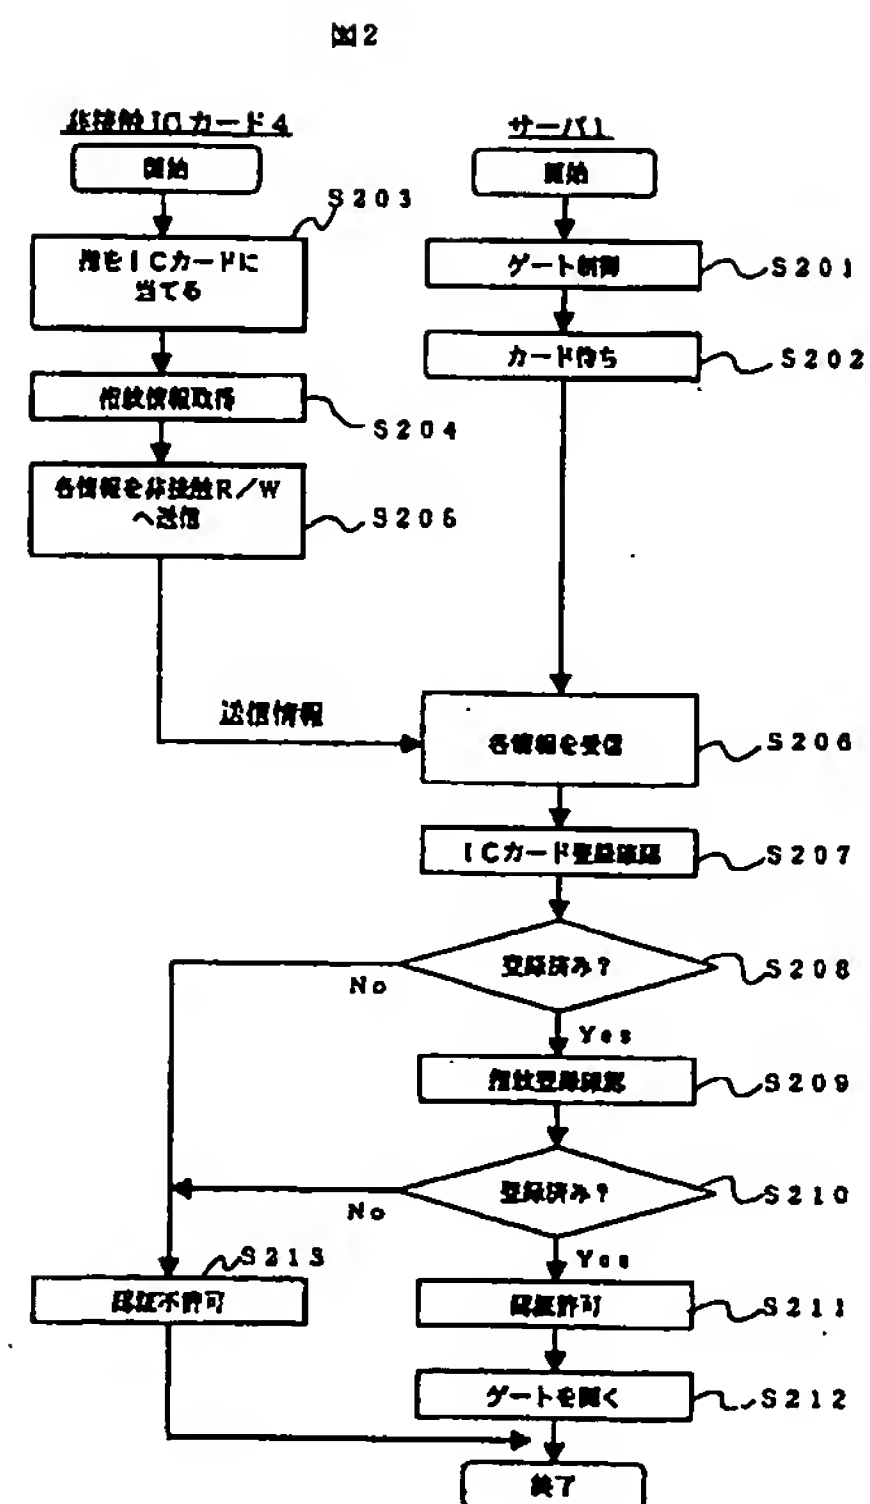 図2
非接触ICカード4
サーバ1
開始
開始
S203
指をICカードに
当てる
ゲート制御
S201
カード待ち
S202
指紋情報取得
S204
各情報を非接触R/W
へ送信
S205
送信情報
各情報を受信
S206
ICカード登録確認
S207
登録済み?
S208
No
Yes
指紋登録確認
S209
登録済み?
S210
No
Yes
S213
認証不許可
認証許可
S211
ゲートを開く
S212
終了